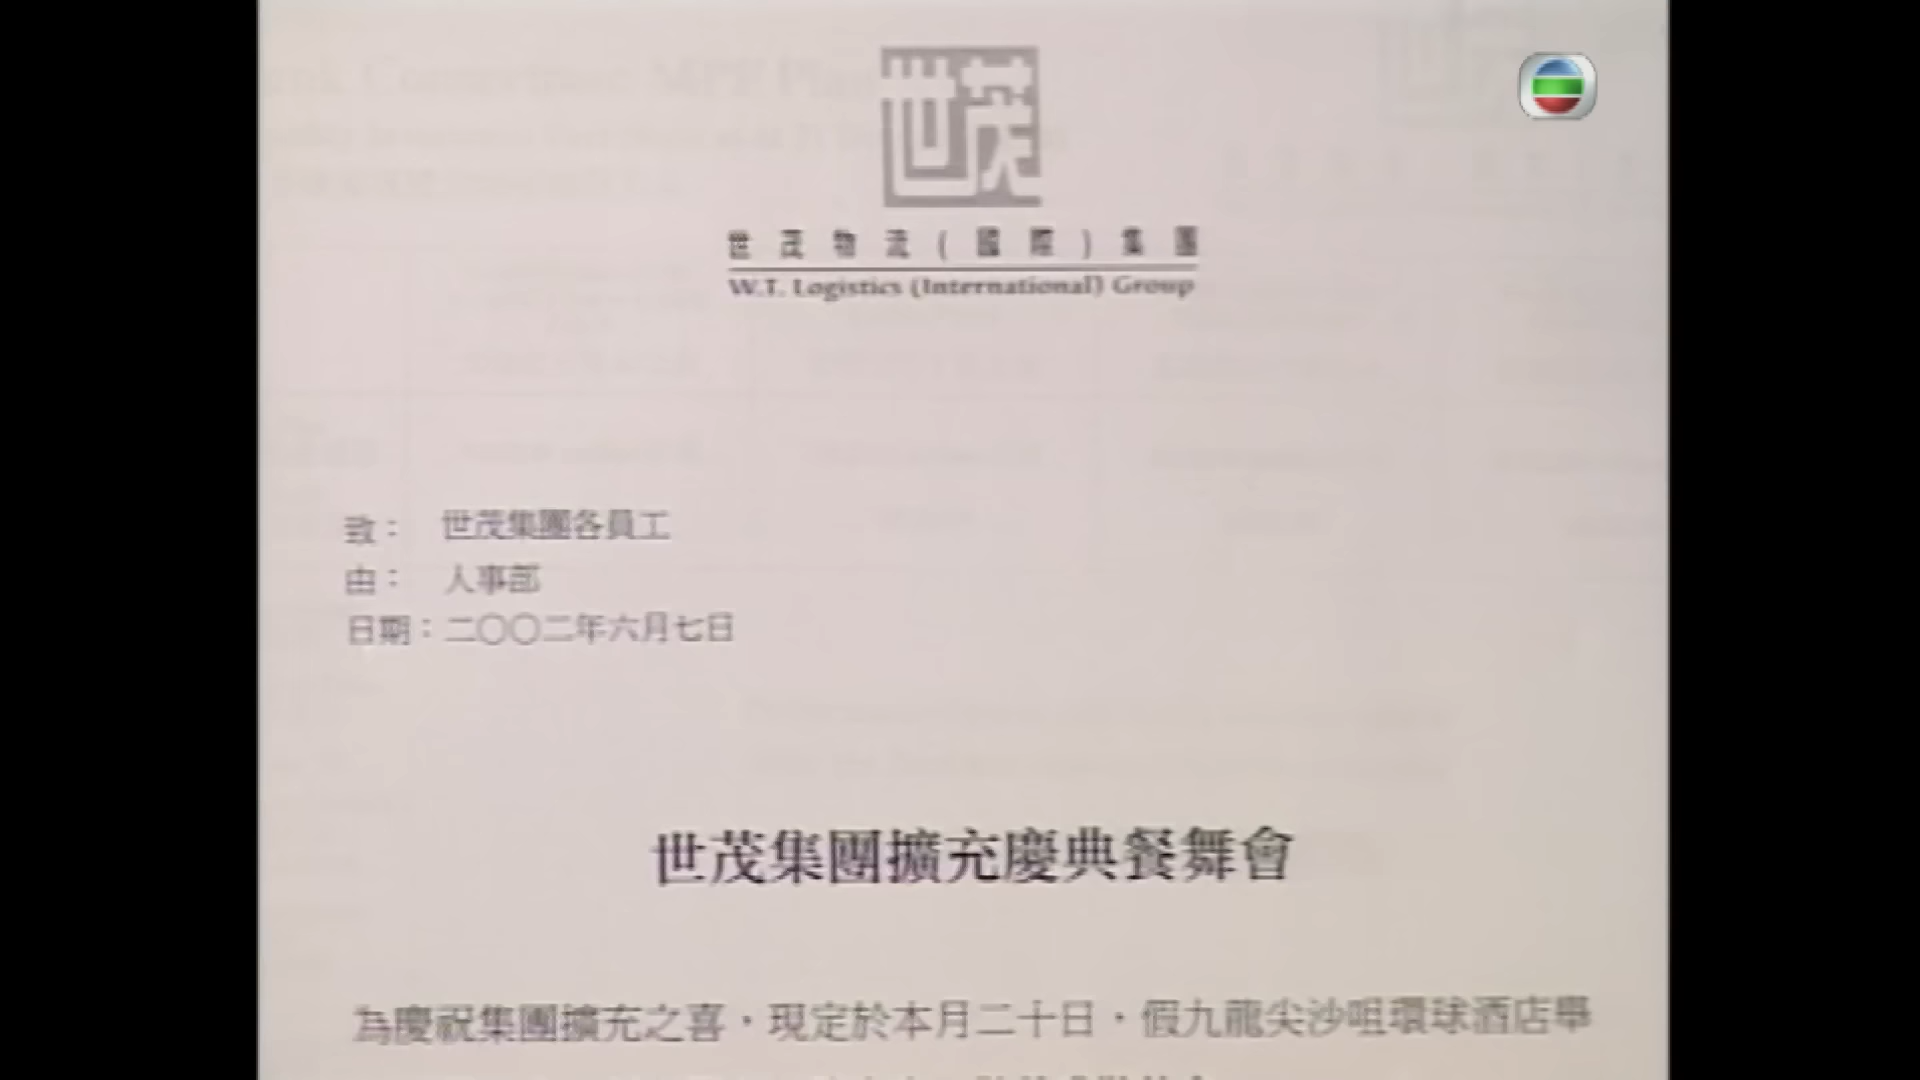 世茂
世茂物流(國際)集團
W.T. Logistics (International) Group
致： 世茂集團各員工
由： 人事部
日期：二〇〇二年六月七日
世茂集團擴充慶典餐舞會
為慶祝集團擴充之喜，現定於本月二十日，假九龍尖沙咀環球酒店舉